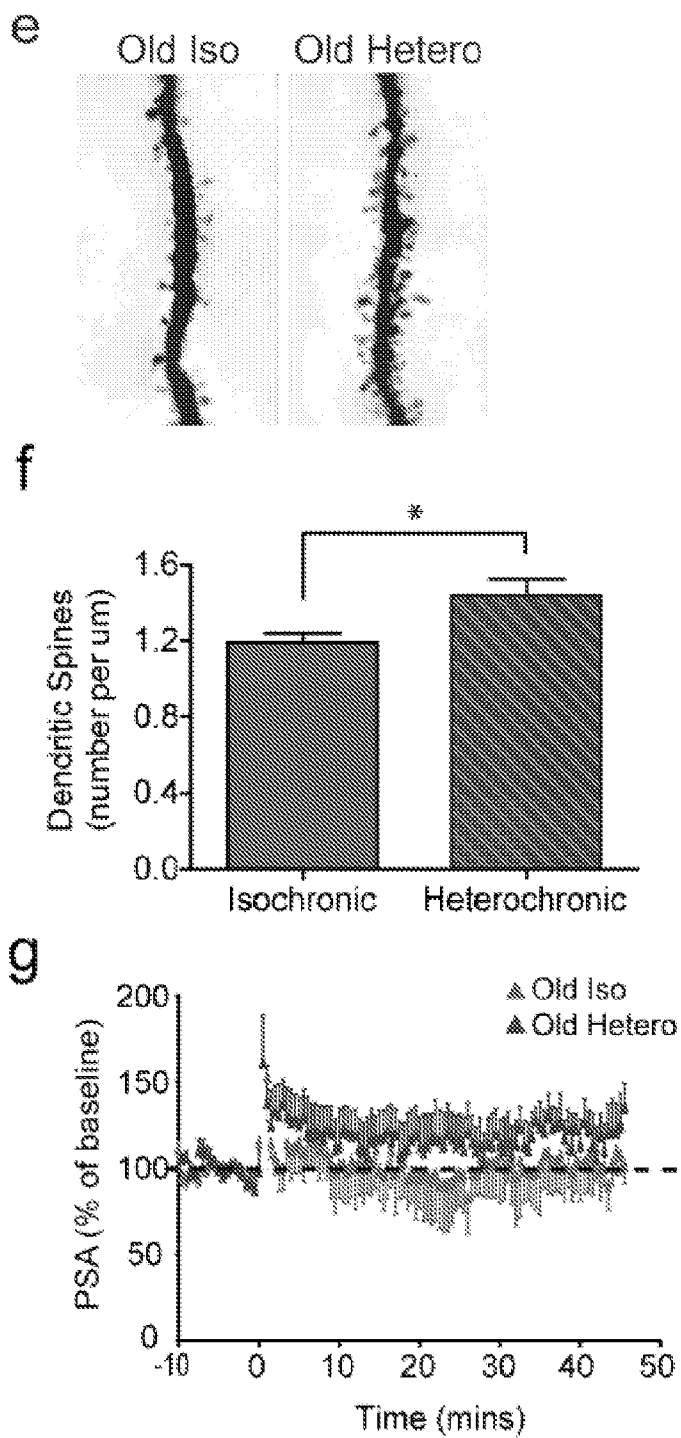 e
Old Iso Old Hetero
f
*
Dendritic Spines
(number per um)
1.6
1.2
0.8
0.4
0.0
Isochronic Heterochronic
g
PSA (% of baseline)
200
150
100
50
0
Old Iso
Old Hetero
-10 0 10 20 30 40 50
Time (mins)